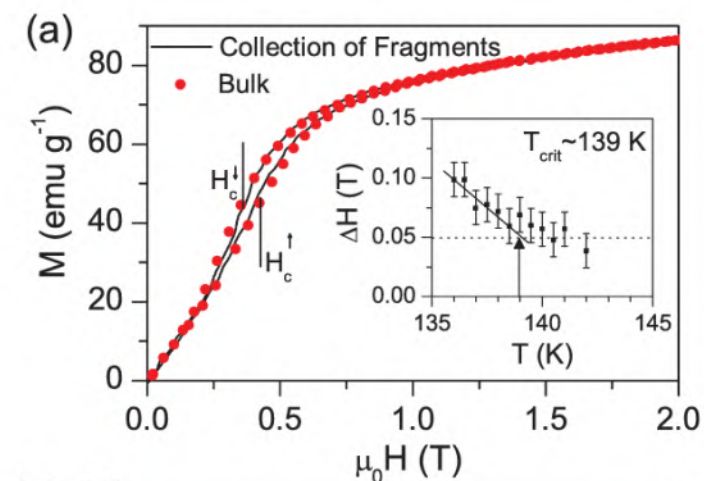 (a)
Collection of Fragments
Bulk
M (emu g⁻¹)
80
60
40
20
0
H_c↓
H_c↑
0.0 0.5 1.0 1.5 2.0
μ₀H (T)
T_crit~139 K
ΔH (T)
0.15
0.10
0.05
0.00
135 140 145
T (K)